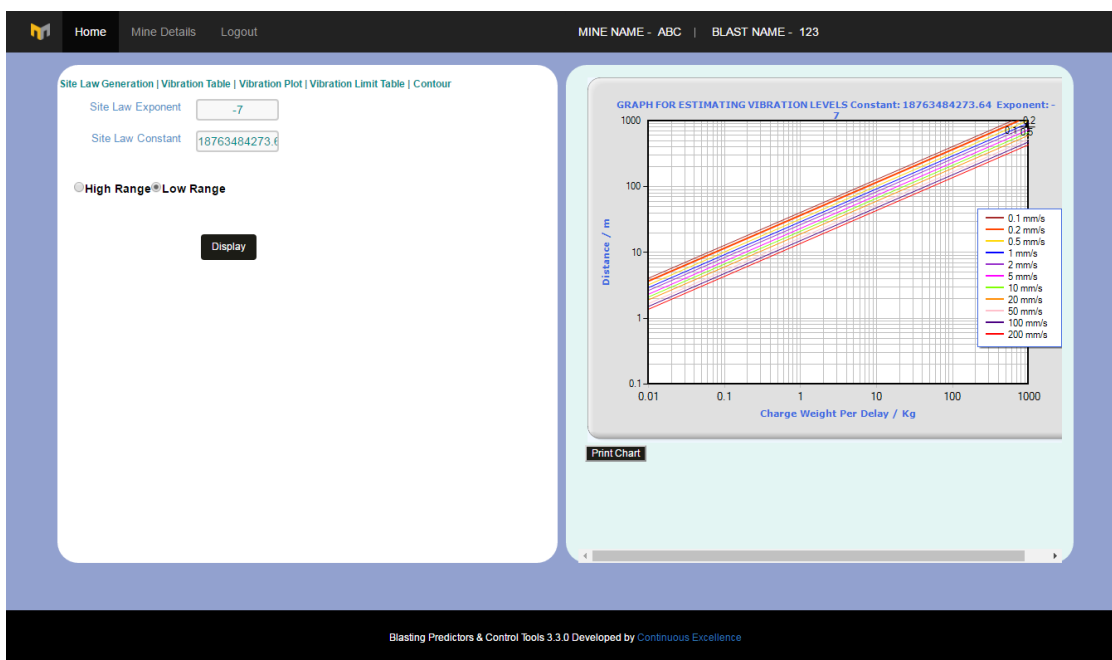 Home Mine Details Logout MINE NAME - ABC | BLAST NAME - 123
Site Law Generation | Vibration Table | Vibration Plot | Vibration Limit Table | Contour
Site Law Exponent -7
Site Law Constant 18763484273.6
High Range Low Range
Display
GRAPH FOR ESTIMATING VIBRATION LEVELS Constant: 18763484273.64 Exponent: -
7
1000
100
10
1
0.1
Distance / m
0.2
0.1
0.5
0.1 mm/s
0.2 mm/s
0.5 mm/s
1 mm/s
2 mm/s
5 mm/s
10 mm/s
20 mm/s
50 mm/s
100 mm/s
200 mm/s
0.01 0.1 1 10 100 1000
Charge Weight Per Delay / Kg
Print Chart
Blasting Predictors & Control Tools 3.3.0 Developed by Continuous Excellence